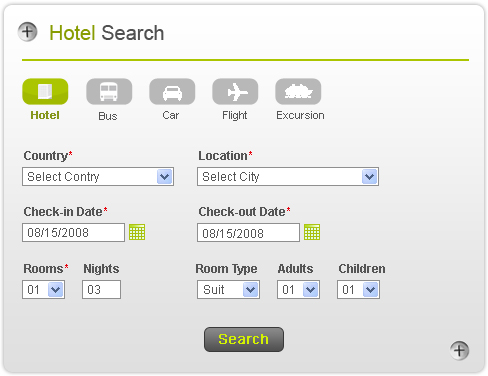 Hotel Search
Hotel Bus Car Flight Excursion
Country* Location*
Select Contry Select City
Check-in Date* Check-out Date*
08/15/2008 08/15/2008
Rooms* Nights Room Type Adults Children
01 03 Suit 01 01
Search